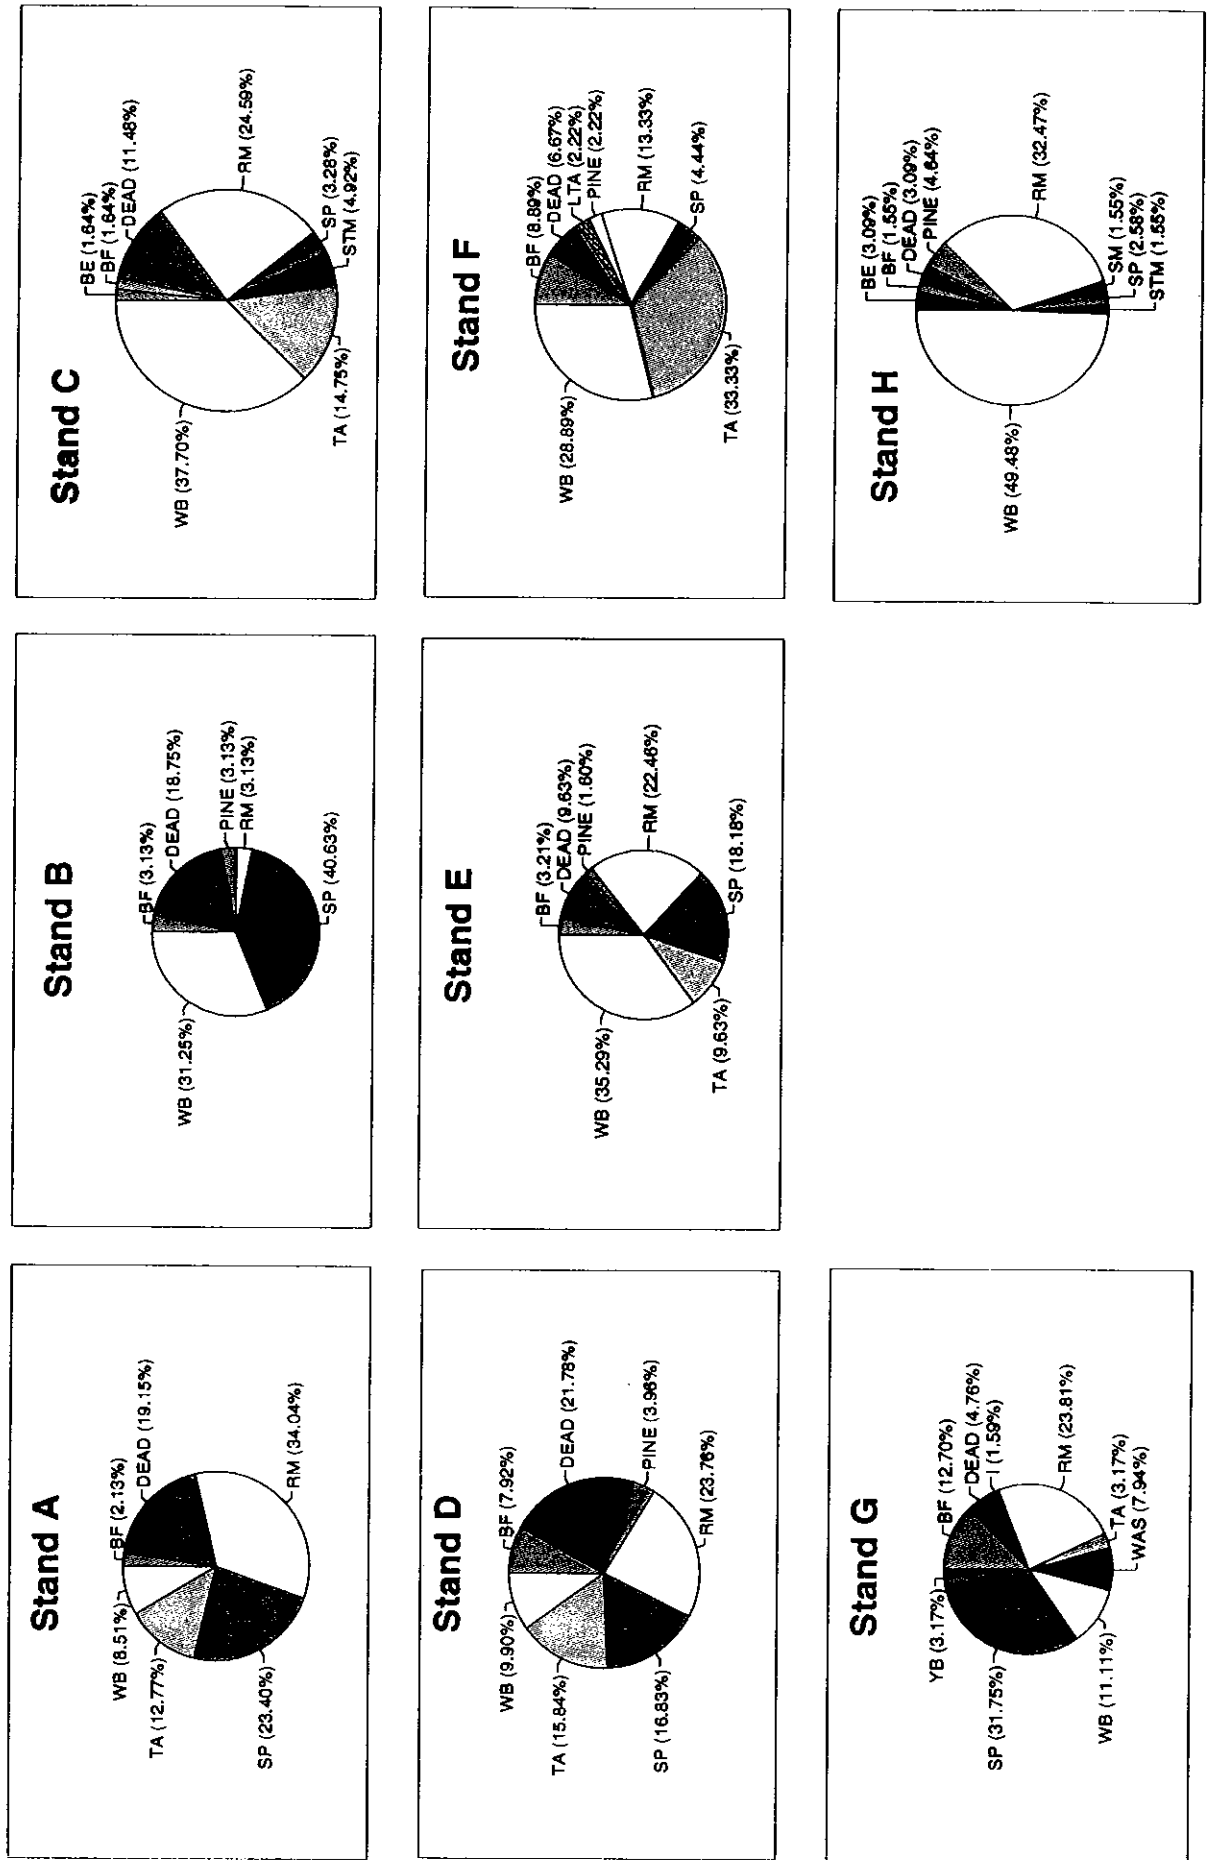 Stand A
BF (2.13%)
DEAD (19.15%)
RM (34.04%)
SP (23.40%)
TA (12.77%)
WB (8.51%)
Stand B
BF (3.13%)
DEAD (18.75%)
PINE (3.13%)
RM (3.13%)
SP (40.63%)
WB (31.25%)
Stand C
BE (1.64%)
BF (1.64%)
DEAD (11.48%)
RM (24.59%)
SP (3.28%)
STM (4.92%)
TA (14.75%)
WB (37.70%)
Stand D
BF (7.92%)
DEAD (21.78%)
PINE (3.96%)
RM (23.76%)
SP (16.83%)
TA (15.84%)
WB (9.90%)
Stand E
BF (3.21%)
DEAD (9.63%)
PINE (1.60%)
RM (22.46%)
SP (18.18%)
TA (9.63%)
WB (35.29%)
Stand F
BF (8.89%)
DEAD (6.67%)
LTA (2.22%)
PINE (2.22%)
RM (13.33%)
SP (4.44%)
TA (33.33%)
WB (28.89%)
Stand G
BF (12.70%)
DEAD (4.76%)
I (1.59%)
RM (23.81%)
TA (3.17%)
WAS (7.94%)
WB (11.11%)
SP (31.75%)
YB (3.17%)
Stand H
BE (3.09%)
BF (1.55%)
DEAD (3.09%)
PINE (4.64%)
RM (32.47%)
SM (1.55%)
SP (2.58%)
STM (1.55%)
WB (49.48%)